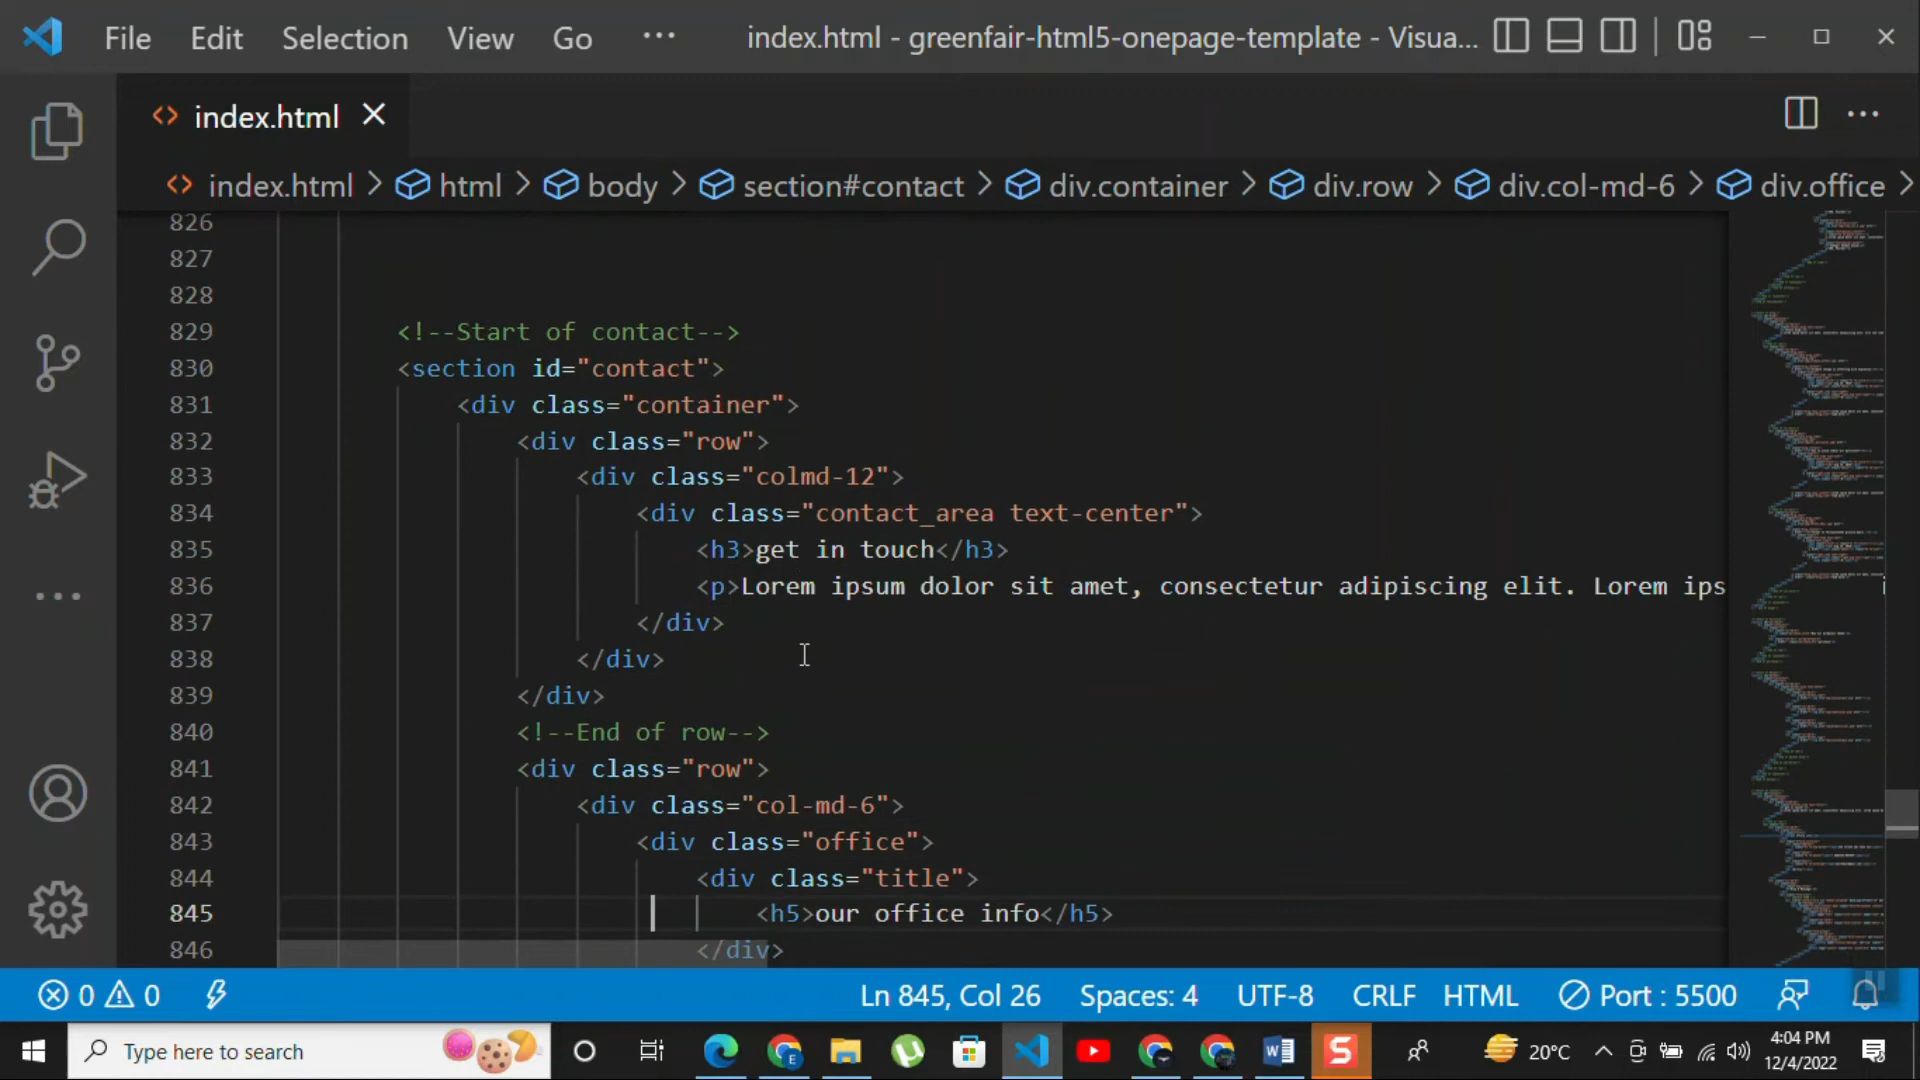 File Edit Selection View Go ··· index.html - greenfair-html5-onepage-template - Visua...
index.html
index.html > html > body > section#contact > div.container > div.row > div.col-md-6 > div.office >
826
827
828
829 <!--Start of contact-->
830 <section id="contact">
831 <div class="container">
832 <div class="row">
833 <div class="colmd-12">
834 <div class="contact_area text-center">
835 <h3>get in touch</h3>
836 <p>Lorem ipsum dolor sit amet, consectetur adipiscing elit. Lorem ips
837 </div>
838 </div>
839 </div>
840 <!--End of row-->
841 <div class="row">
842 <div class="col-md-6">
843 <div class="office">
844 <div class="title">
845 <h5>our office info</h5>
846 </div>
0 0 Ln 845, Col 26 Spaces: 4 UTF-8 CRLF HTML Port : 5500
Type here to search 20°C 4:04 PM
12/4/2022